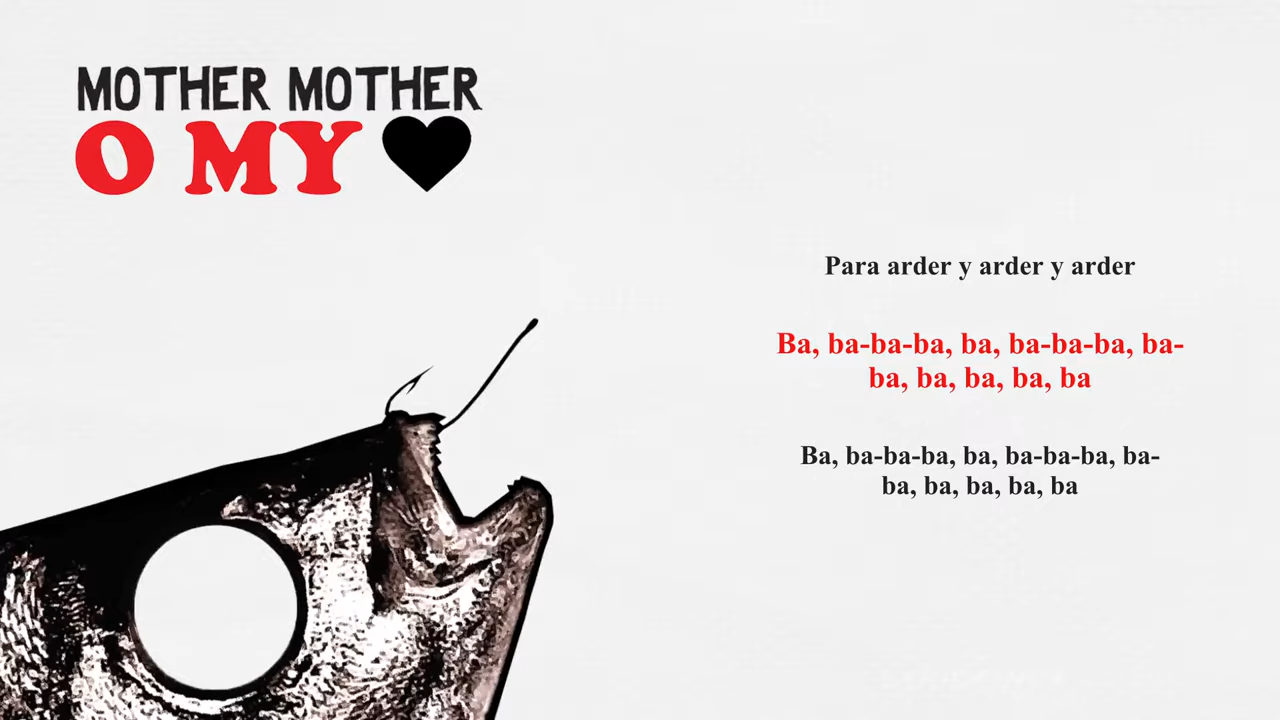 MOTHER MOTHER
O MY ♥
Para arder y arder y arder
Ba, ba-ba-ba, ba, ba-ba-ba, ba-
ba, ba, ba, ba, ba
Ba, ba-ba-ba, ba, ba-ba-ba, ba-
ba, ba, ba, ba, ba